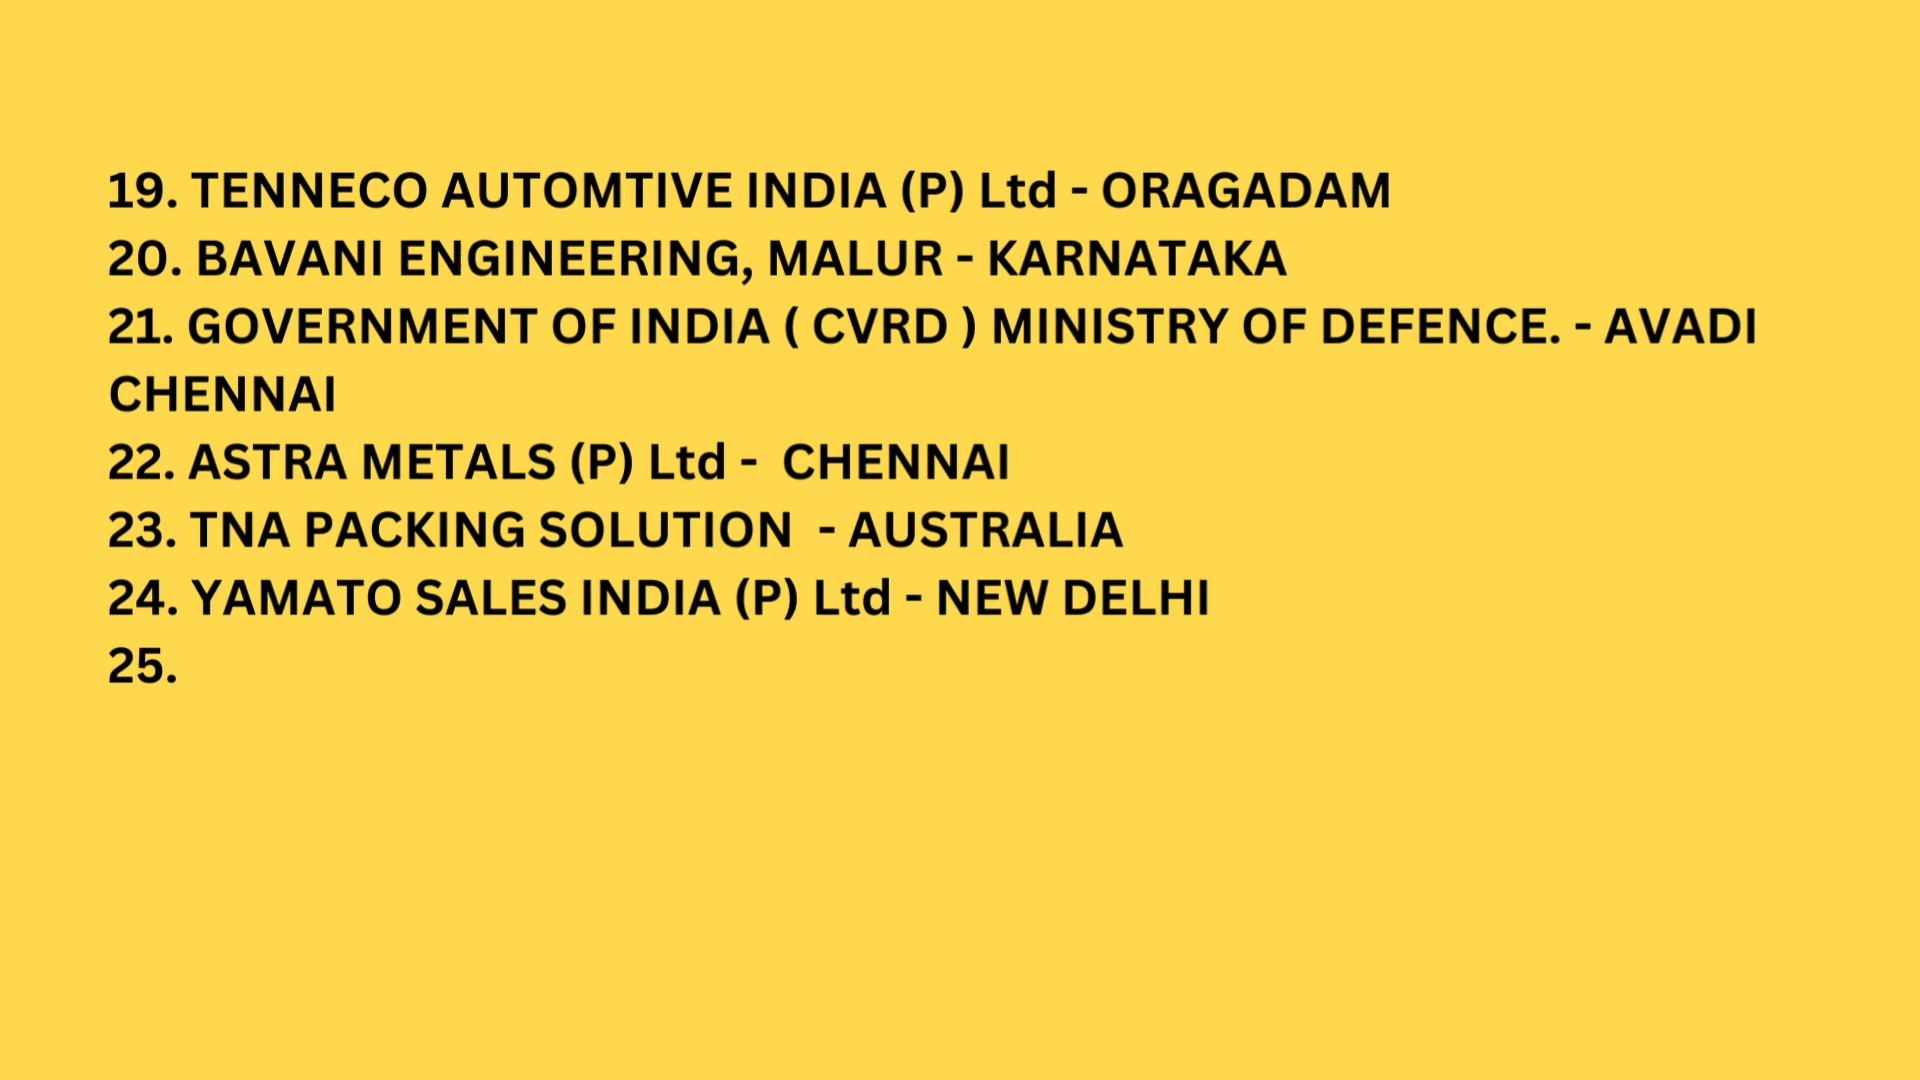 19. TENNECO AUTOMTIVE INDIA (P) Ltd - ORAGADAM
20. BAVANI ENGINEERING, MALUR - KARNATAKA
21. GOVERNMENT OF INDIA ( CVRD ) MINISTRY OF DEFENCE. - AVADI
CHENNAI
22. ASTRA METALS (P) Ltd -  CHENNAI
23. TNA PACKING SOLUTION  - AUSTRALIA
24. YAMATO SALES INDIA (P) Ltd - NEW DELHI
25.